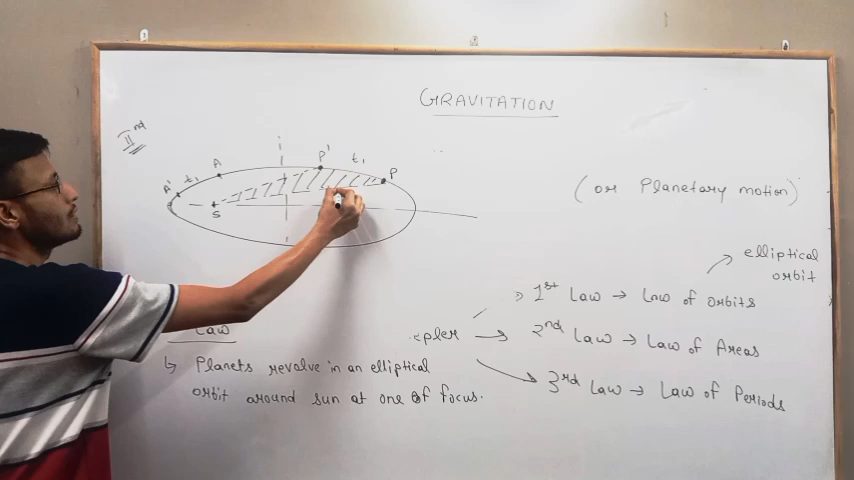 GRAVITATION
IInd
A' t₁ A P' t₁ P
S
(or Planetary motion)
elliptical
orbit
1st Law → Law of orbits
2nd Law → Law of Areas
3rd Law → Law of Periods
epler →
Law
↳ Planets revolve in an elliptical
orbit around sun at one of focus.